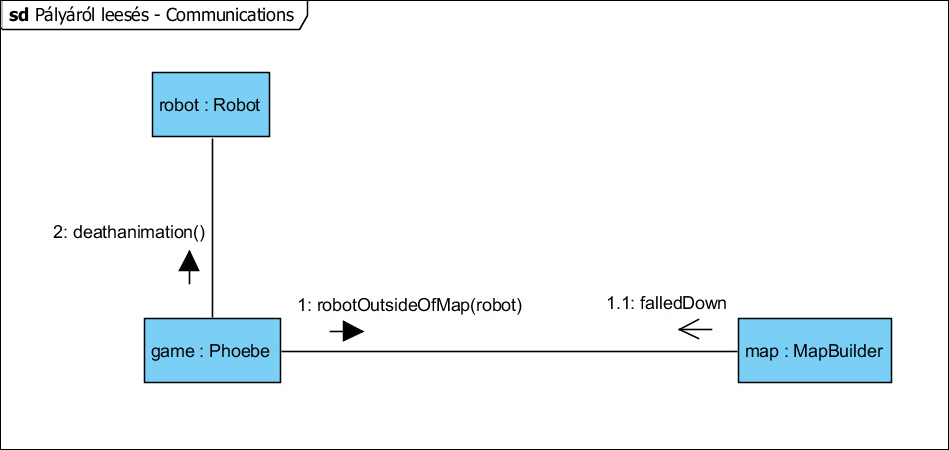 sd Pályáról leesés - Communications
robot : Robot
2: deathanimation()
1: robotOutsideOfMap(robot)
1.1: falledDown
game : Phoebe
map : MapBuilder